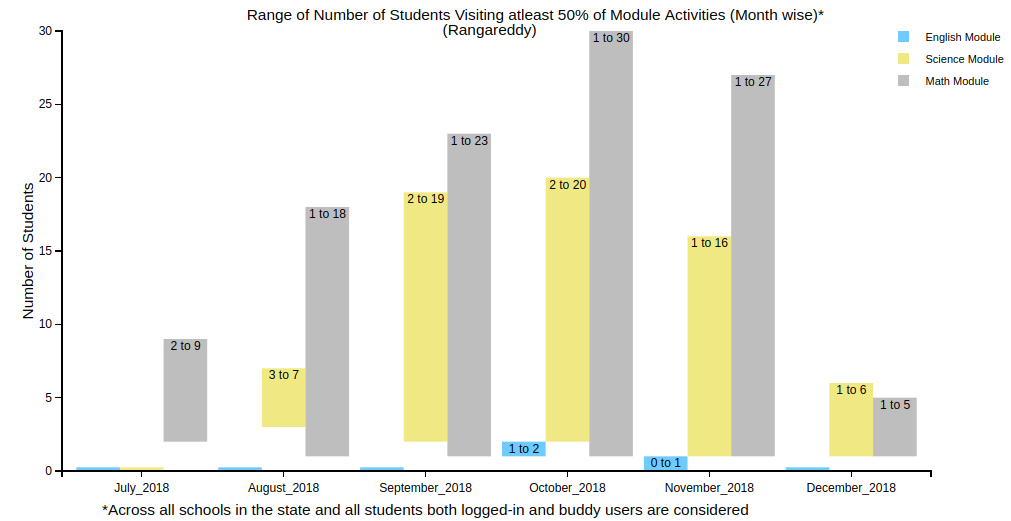 Range of Number of Students Visiting atleast 50% of Module Activities (Month wise)*
(Rangareddy)
English Module
Science Module
Math Module
Number of Students
30
25
20
15
10
5
0
2 to 9
3 to 7
1 to 18
2 to 19
1 to 23
1 to 2
2 to 20
1 to 30
0 to 1
1 to 16
1 to 27
1 to 6
1 to 5
July_2018
August_2018
September_2018
October_2018
November_2018
December_2018
*Across all schools in the state and all students both logged-in and buddy users are considered